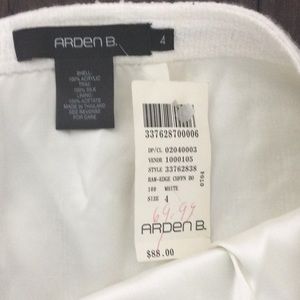 ARDEN B.
4
SHELL:
100% ACRYLIC
TRIM:
100% SILK
LINING:
100% ACETATE
MADE IN THAILAND
SEE REVERSE
FOR CARE
337628700006
DP/CL 02040003
VENDR 1000105
STYLE 33762838
RAW-EDGE CHFFN BO
100 WHITE
SIZE 4
0704
69.99
ARDEN B.
$88.00